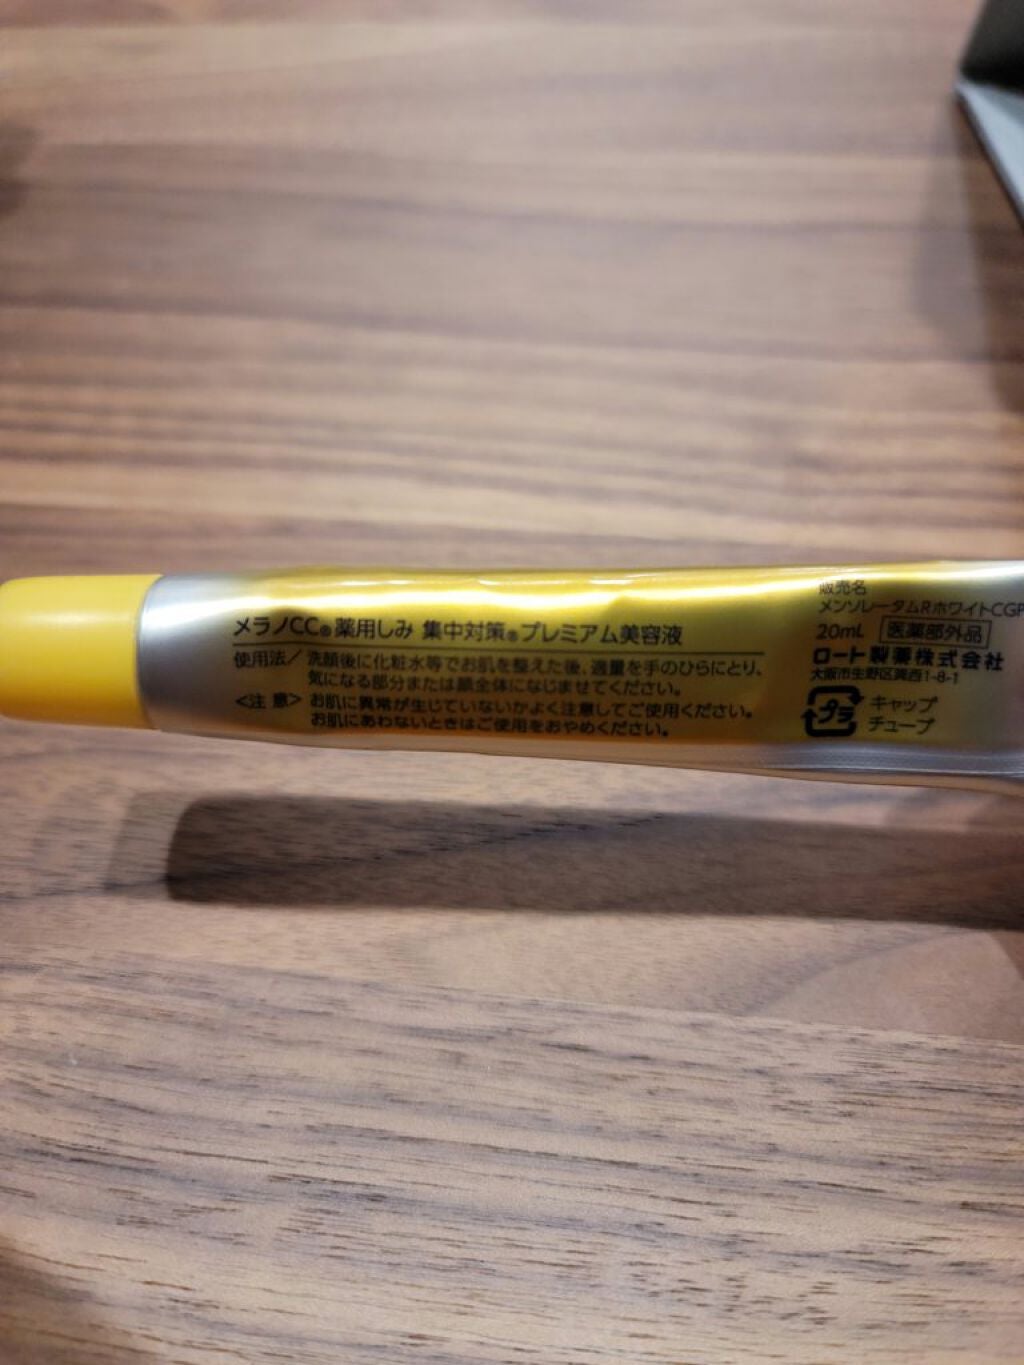 メラノCC®薬用しみ 集中対策®プレミアム美容液
使用法/ 洗顔後に化粧水等でお肌を整えた後、適量を手のひらにとり、
気になる部分または顔全体になじませてください。
<注 意> お肌に異常が生じていないかよく注意してご使用ください。
お肌にあわないときはご使用をおやめください。
販売名
メンソレータムRホワイトCGP
20mL 医薬部外品
ロート製薬株式会社
大阪市生野区巽西1-8-1
プラ キャップ
チューブ